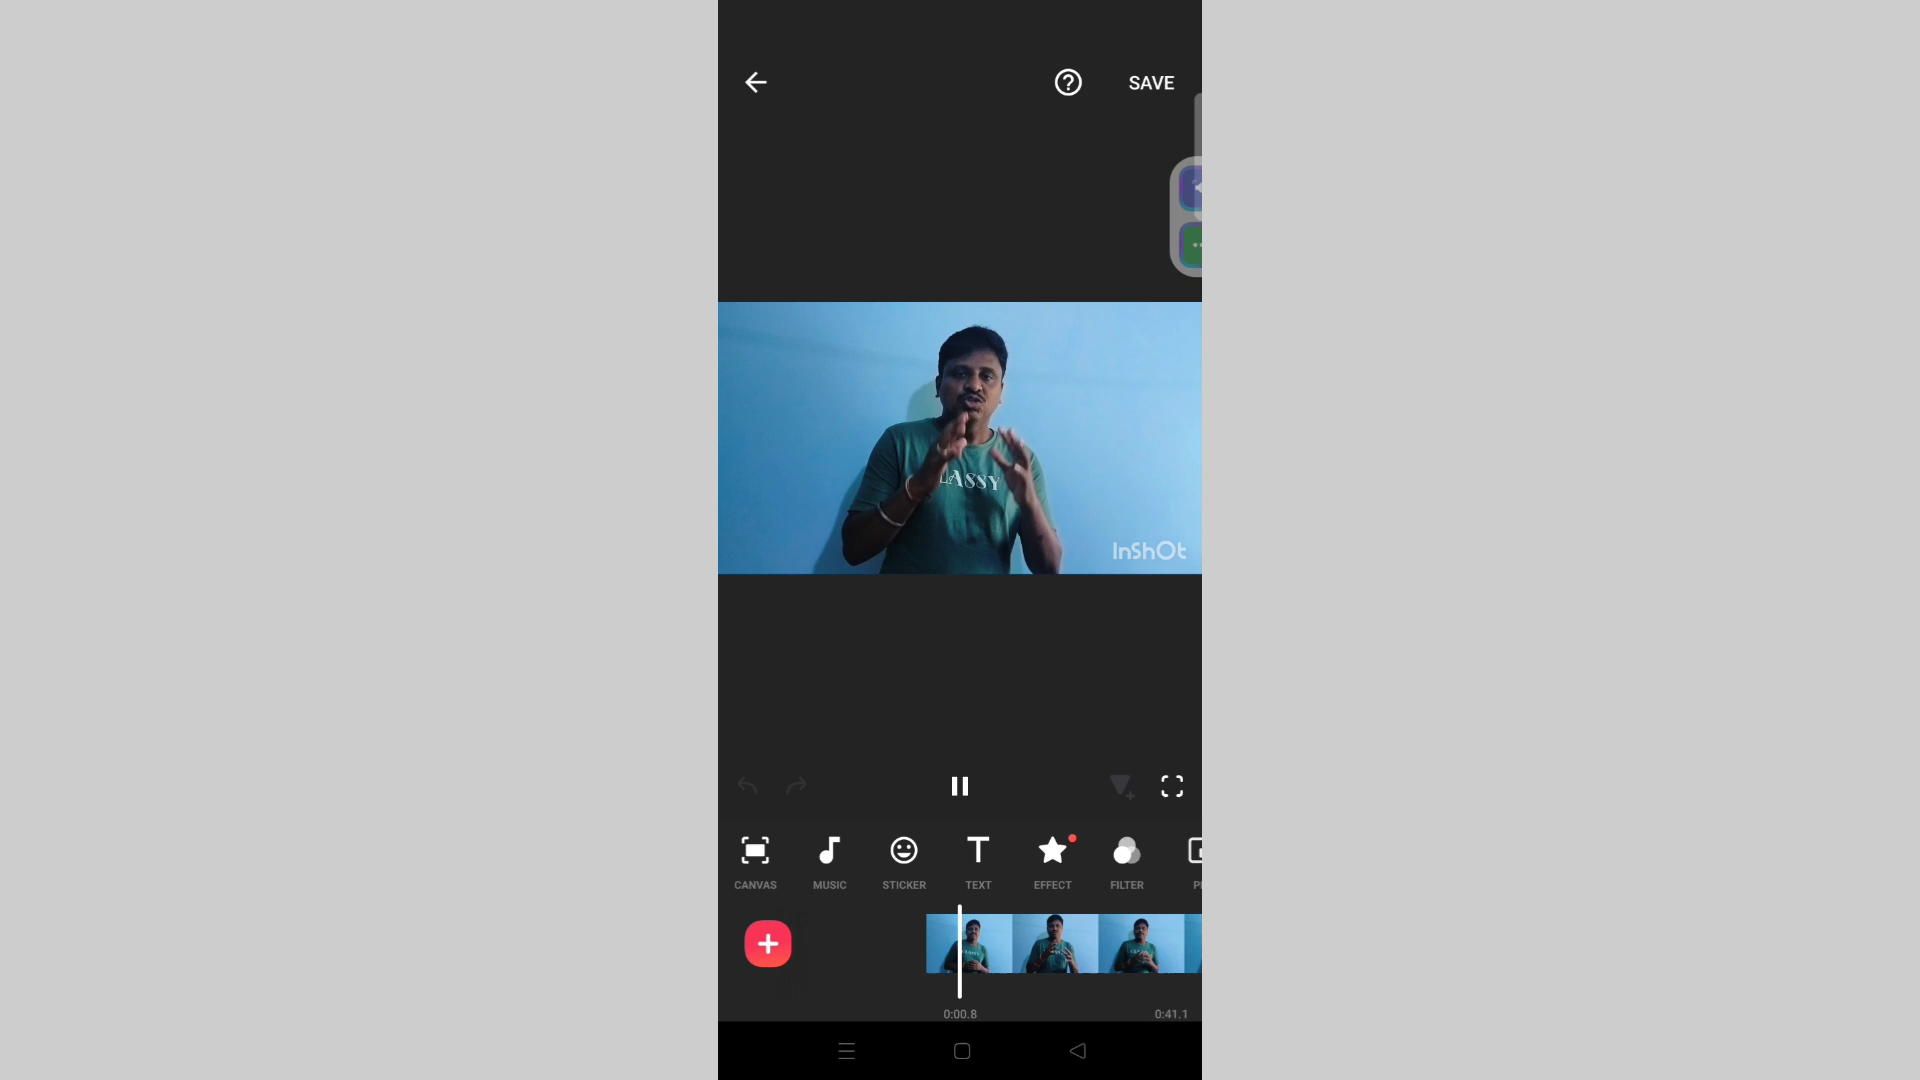 SAVE
LASSY
InShOt
CANVAS
MUSIC
STICKER
TEXT
EFFECT
FILTER
0:00.8
0:41.1